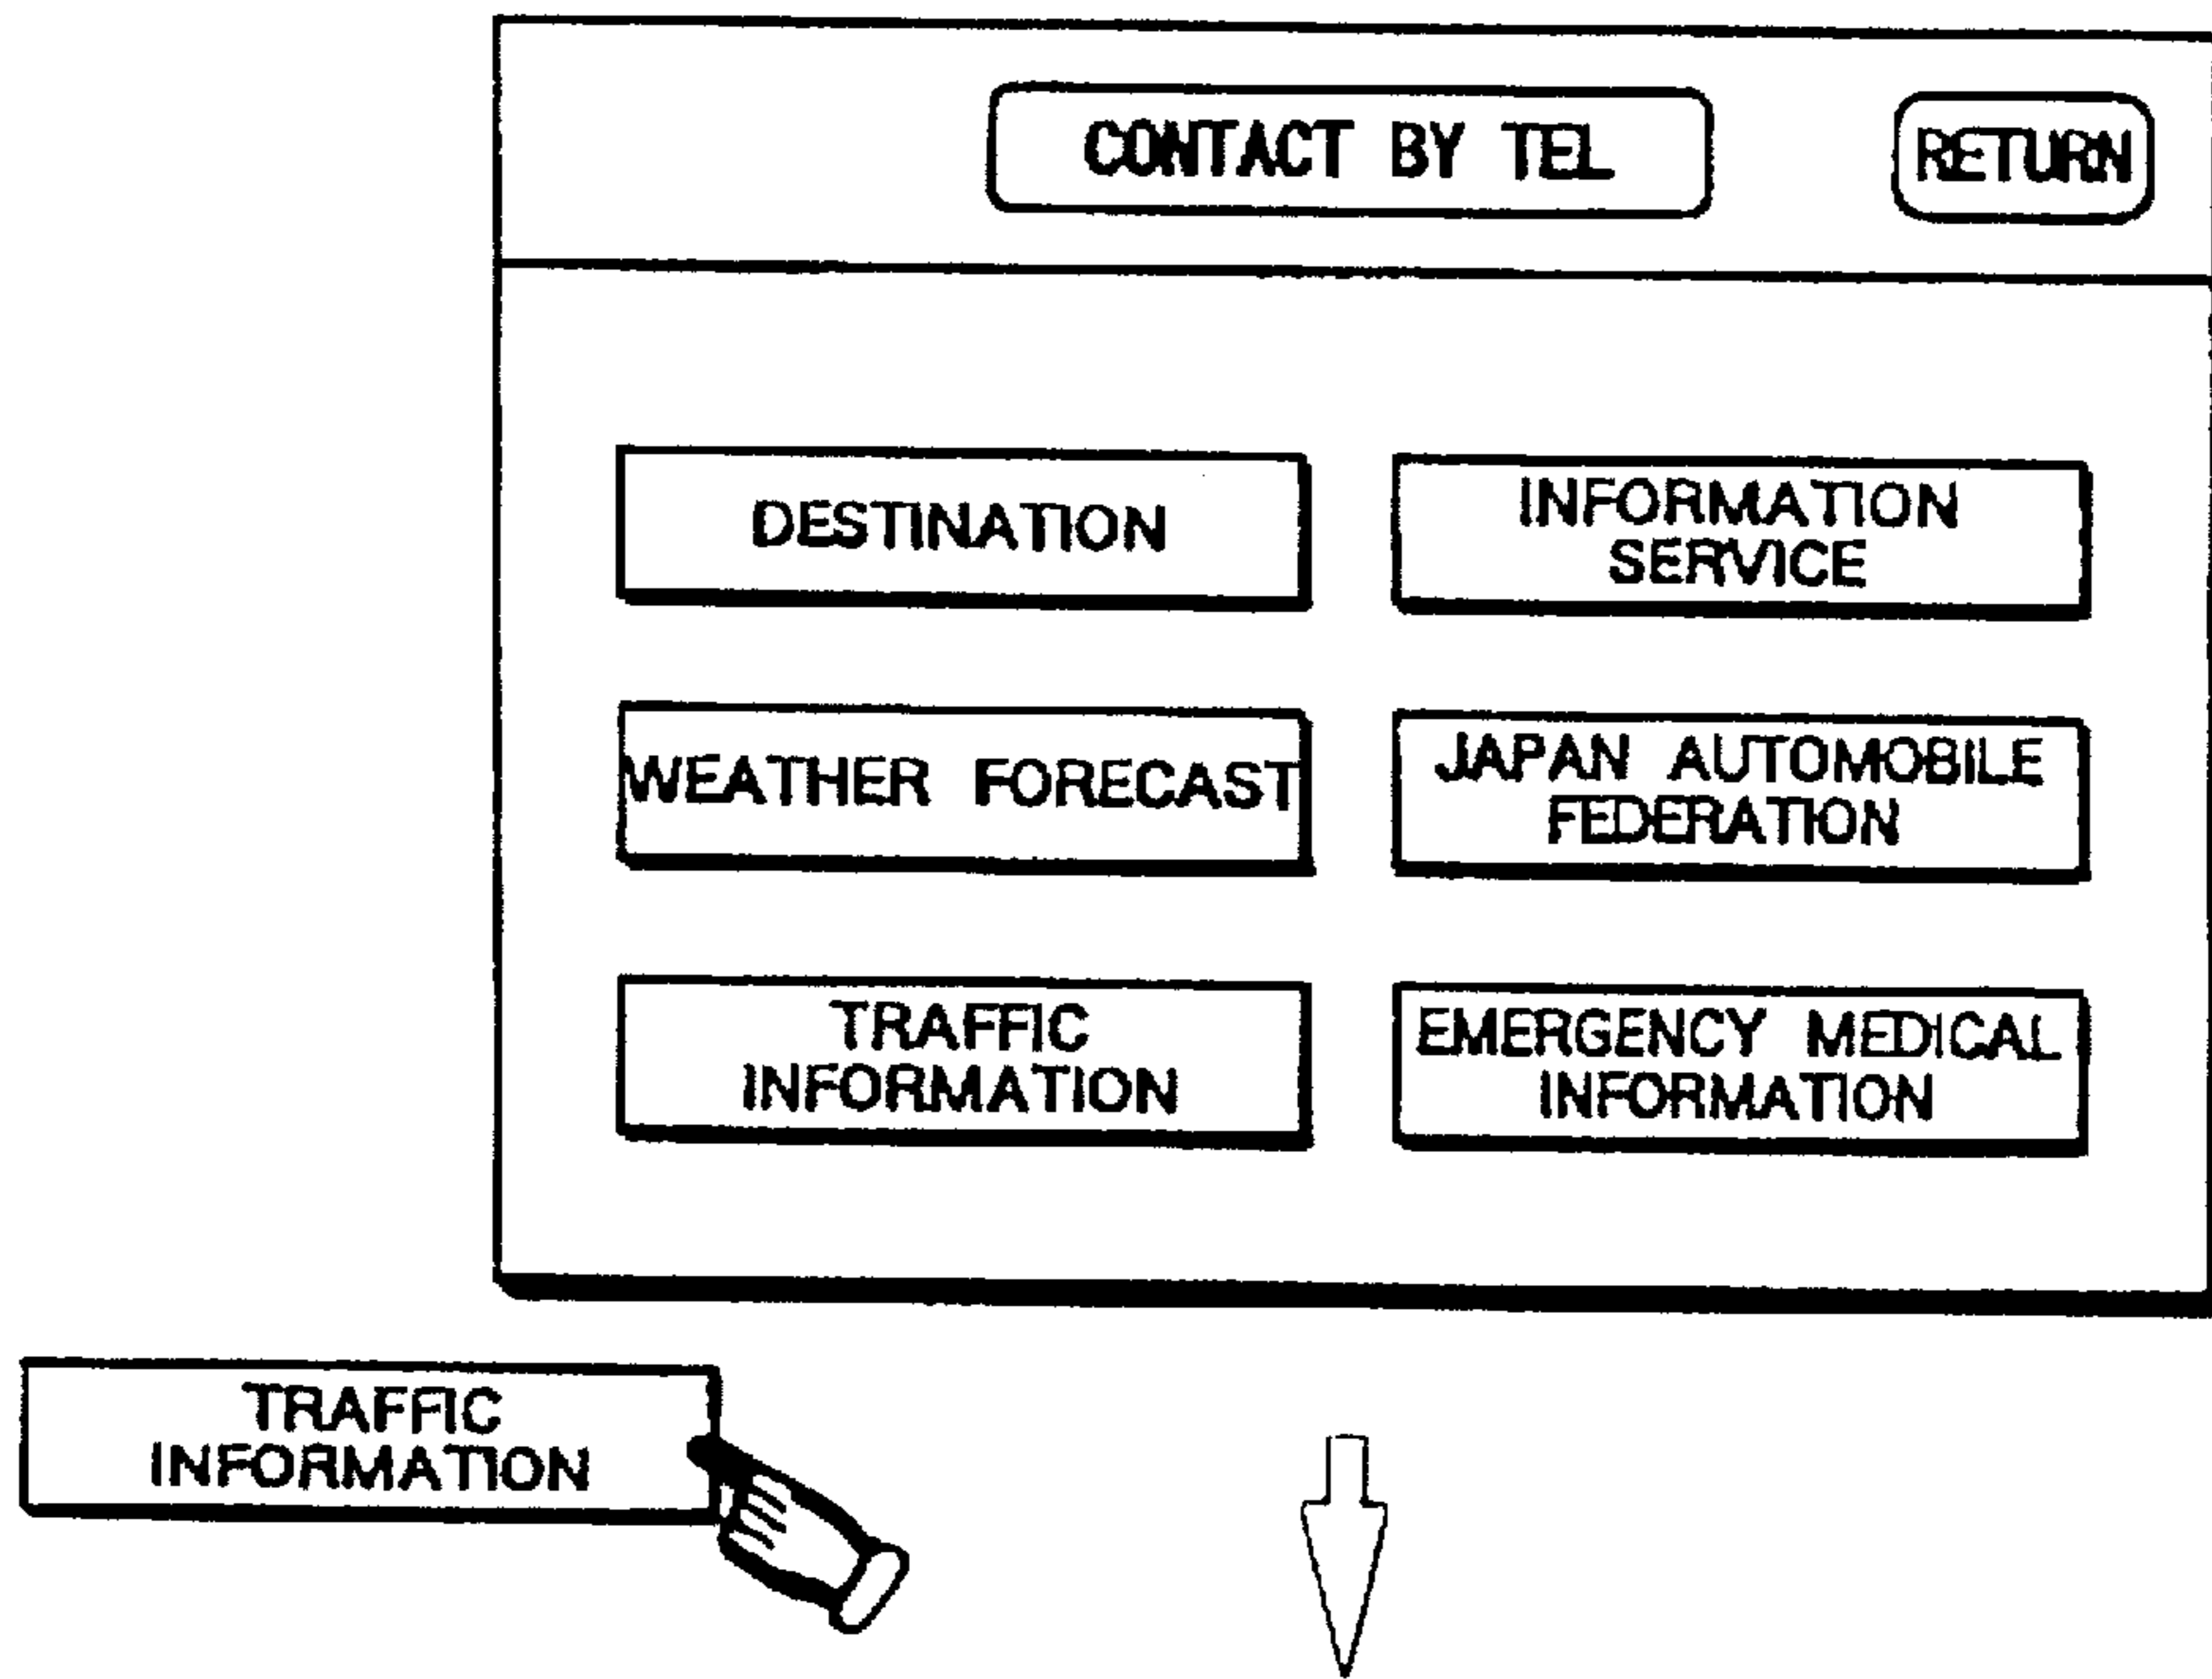 CONTACT BY TEL
RETURN
DESTINATION
INFORMATION
SERVICE
WEATHER FORECAST
JAPAN AUTOMOBILE
FEDERATION
TRAFFIC
INFORMATION
EMERGENCY MEDICAL
INFORMATION
TRAFFIC
INFORMATION